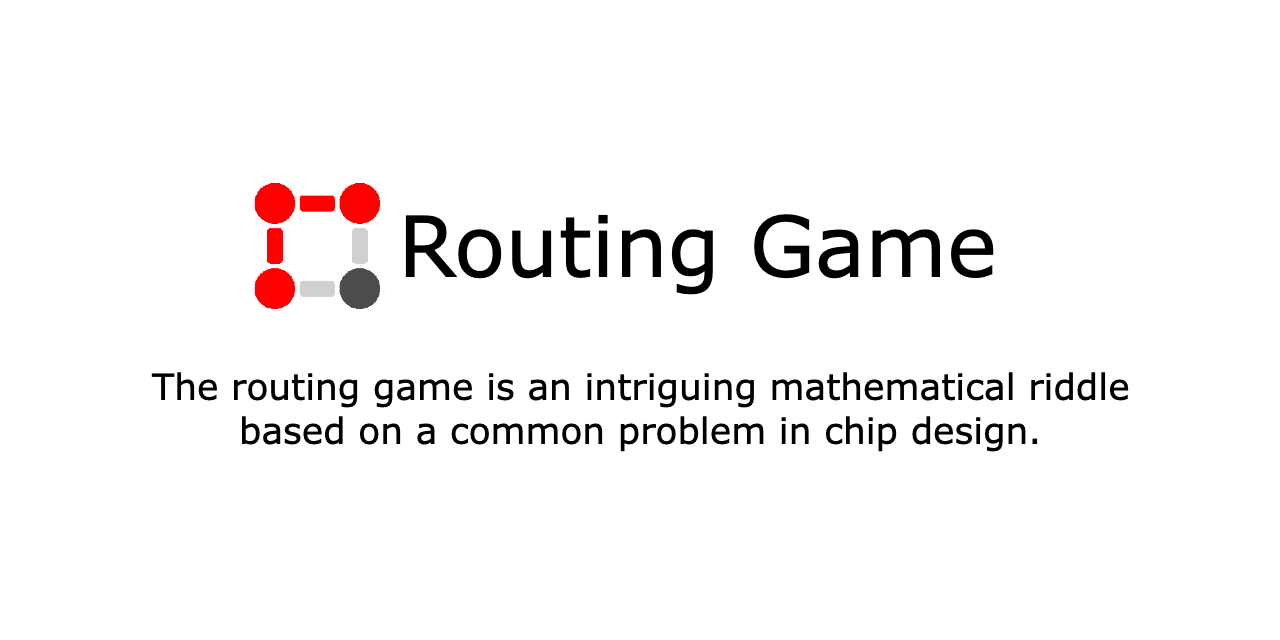 Routing Game
The routing game is an intriguing mathematical riddle
based on a common problem in chip design.